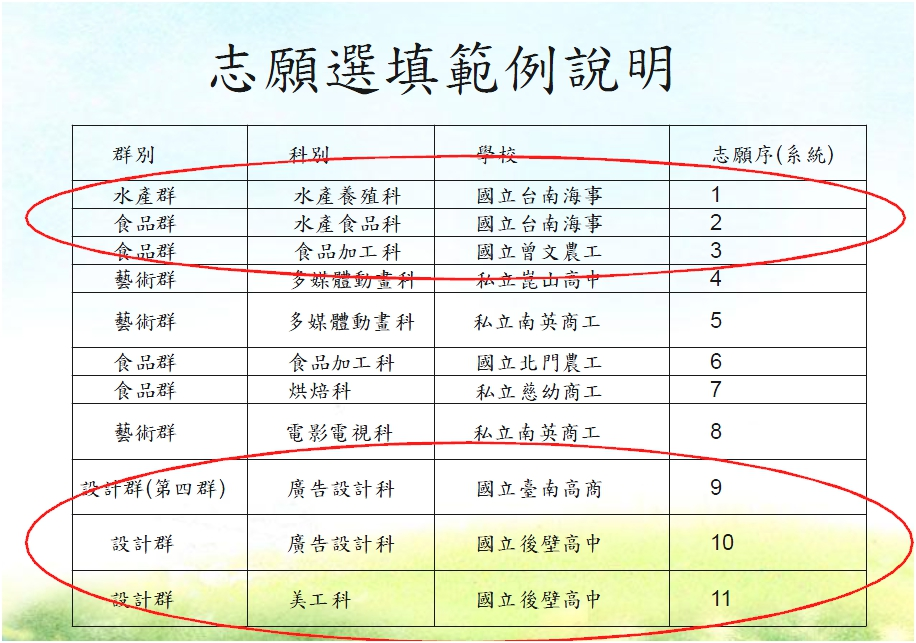 志願選填範例說明
群別 科別 學校 志願序(系統)
水產群 水產養殖科 國立台南海事 1
食品群 水產食品科 國立台南海事 2
食品群 食品加工科 國立曾文農工 3
藝術群 多媒體動畫科 私立崑山高中 4
藝術群 多媒體動畫科 私立南英商工 5
食品群 食品加工科 國立北門農工 6
食品群 烘焙科 私立慈幼商工 7
藝術群 電影電視科 私立南英商工 8
設計群(第四群) 廣告設計科 國立臺南高商 9
設計群 廣告設計科 國立後壁高中 10
設計群 美工科 國立後壁高中 11